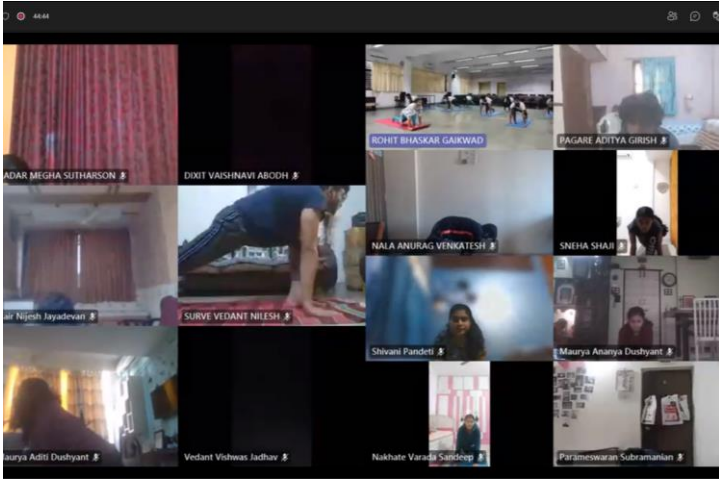 44:44
ADAR MEGHA SUTHARSON
DIXIT VAISHNAVI ABODH
ROHIT BHASKAR GAIKWAD
PAGARE ADITYA GIRISH
air Nijesh Jayadevan
SURVE VEDANT NILESH
NALA ANURAG VENKATESH
SNEHA SHAJI
Shivani Pandeti
Maurya Ananya Dushyant
aurya Aditi Dushyant
Vedant Vishwas Jadhav
Nakhate Varada Sandeep
Parameswaran Subramanian